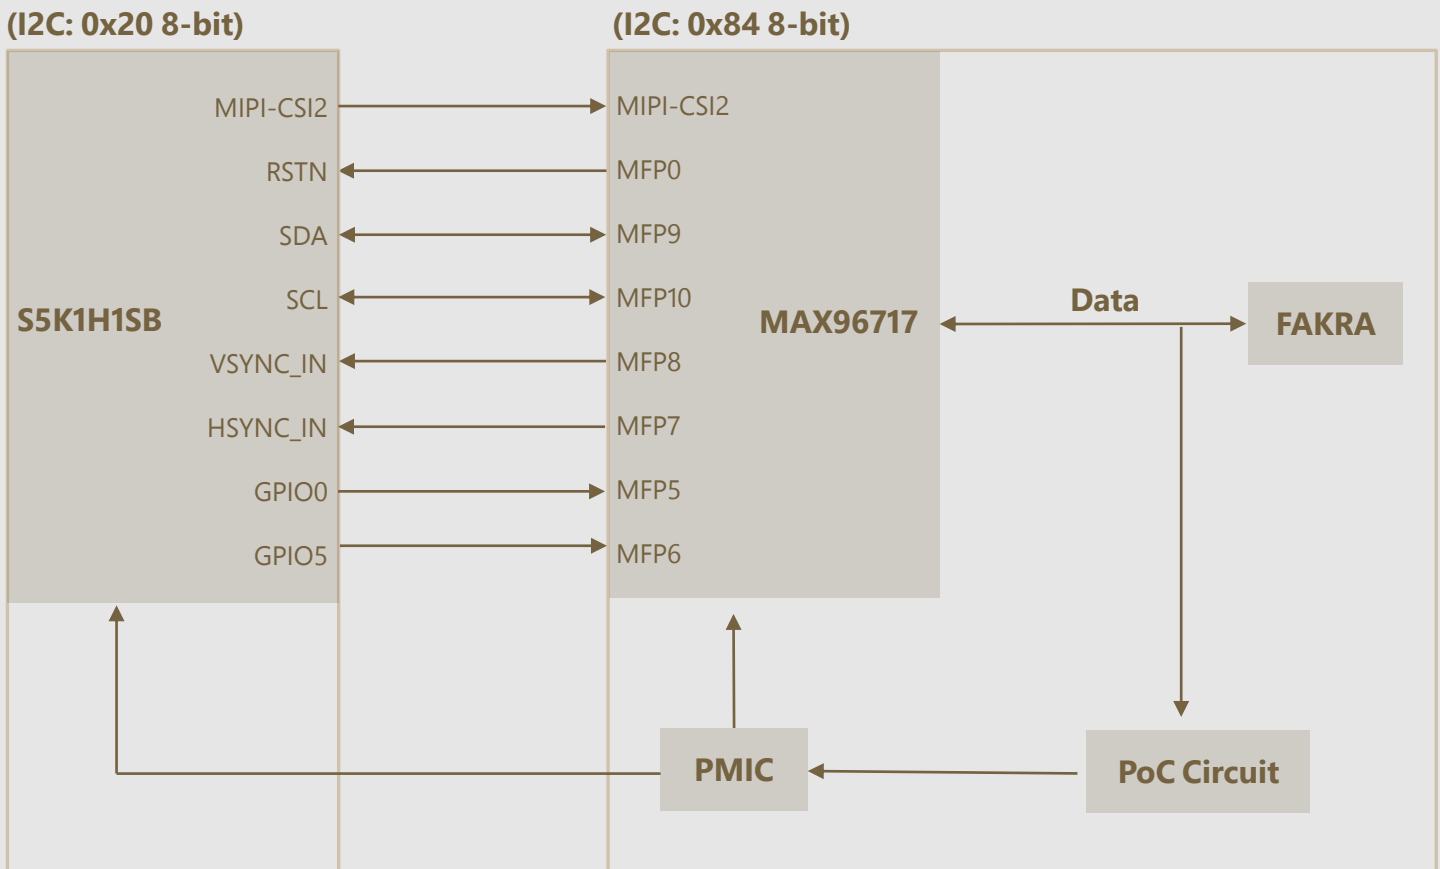 (I2C: 0x20 8-bit)
(I2C: 0x84 8-bit)
MIPI-CSI2
RSTN
SDA
SCL
S5K1H1SB
VSYNC_IN
HSYNC_IN
GPIO0
GPIO5
MIPI-CSI2
MFP0
MFP9
MFP10
MAX96717
MFP8
MFP7
MFP5
MFP6
Data
FAKRA
PMIC
PoC Circuit